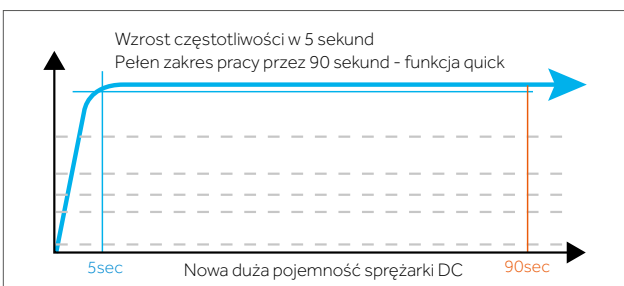 Wzrost częstotliwości w 5 sekund
Pełen zakres pracy przez 90 sekund - funkcja quick
5sec
Nowa duża pojemność sprężarki DC
90sec